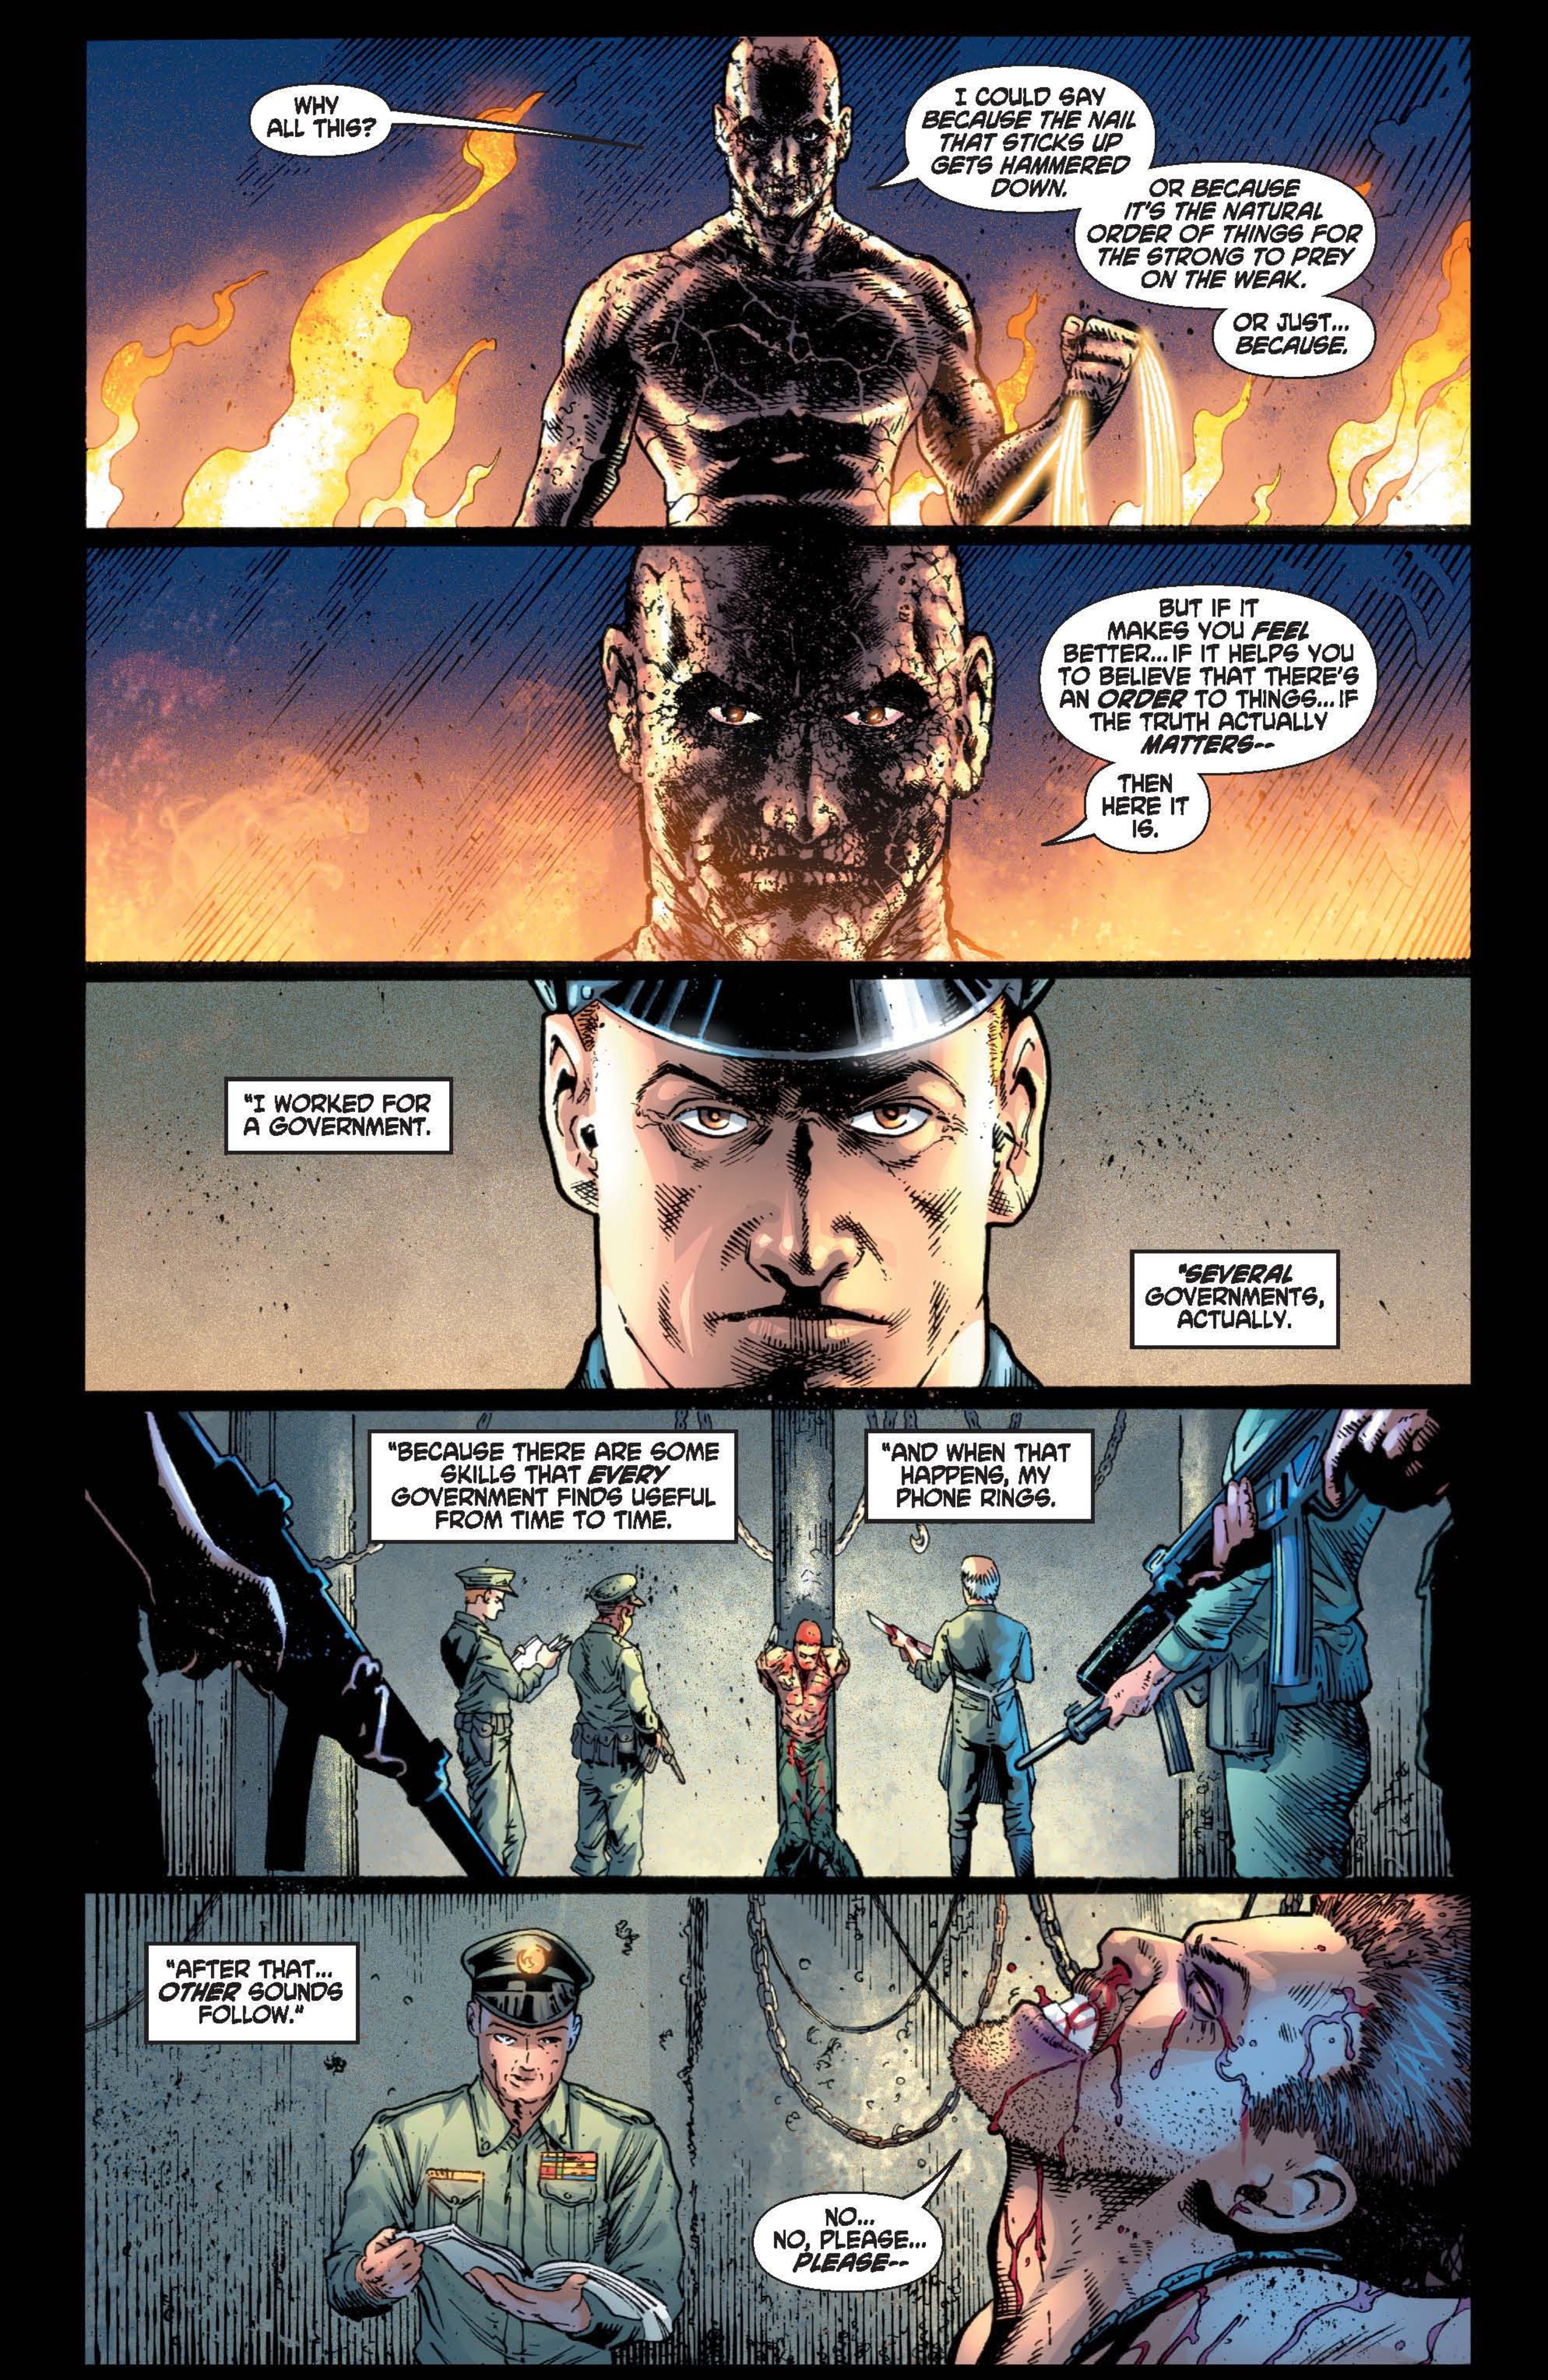 WHY
ALL THIS?
I COULD SAY
BECAUSE THE NAIL
THAT STICKS UP
GETS HAMMERED
DOWN.
OR BECAUSE
IT'S THE NATURAL
ORDER OF THINGS FOR
THE STRONG TO PREY
ON THE WEAK.
OR JUST...
BECAUSE.
BUT IF IT
MAKES YOU FEEL
BETTER...IF IT HELPS YOU
TO BELIEVE THAT THERE'S
AN ORDER TO THINGS...IF
THE TRUTH ACTUALLY
MATTERS--
THEN
HERE IT
IS.
"I WORKED FOR
A GOVERNMENT.
"SEVERAL
GOVERNMENTS,
ACTUALLY.
"BECAUSE THERE ARE SOME
SKILLS THAT EVERY
GOVERNMENT FINDS USEFUL
FROM TIME TO TIME.
"AND WHEN THAT
HAPPENS, MY
PHONE RINGS.
"AFTER THAT...
OTHER SOUNDS
FOLLOW."
NO...
NO, PLEASE...
PLEASE--